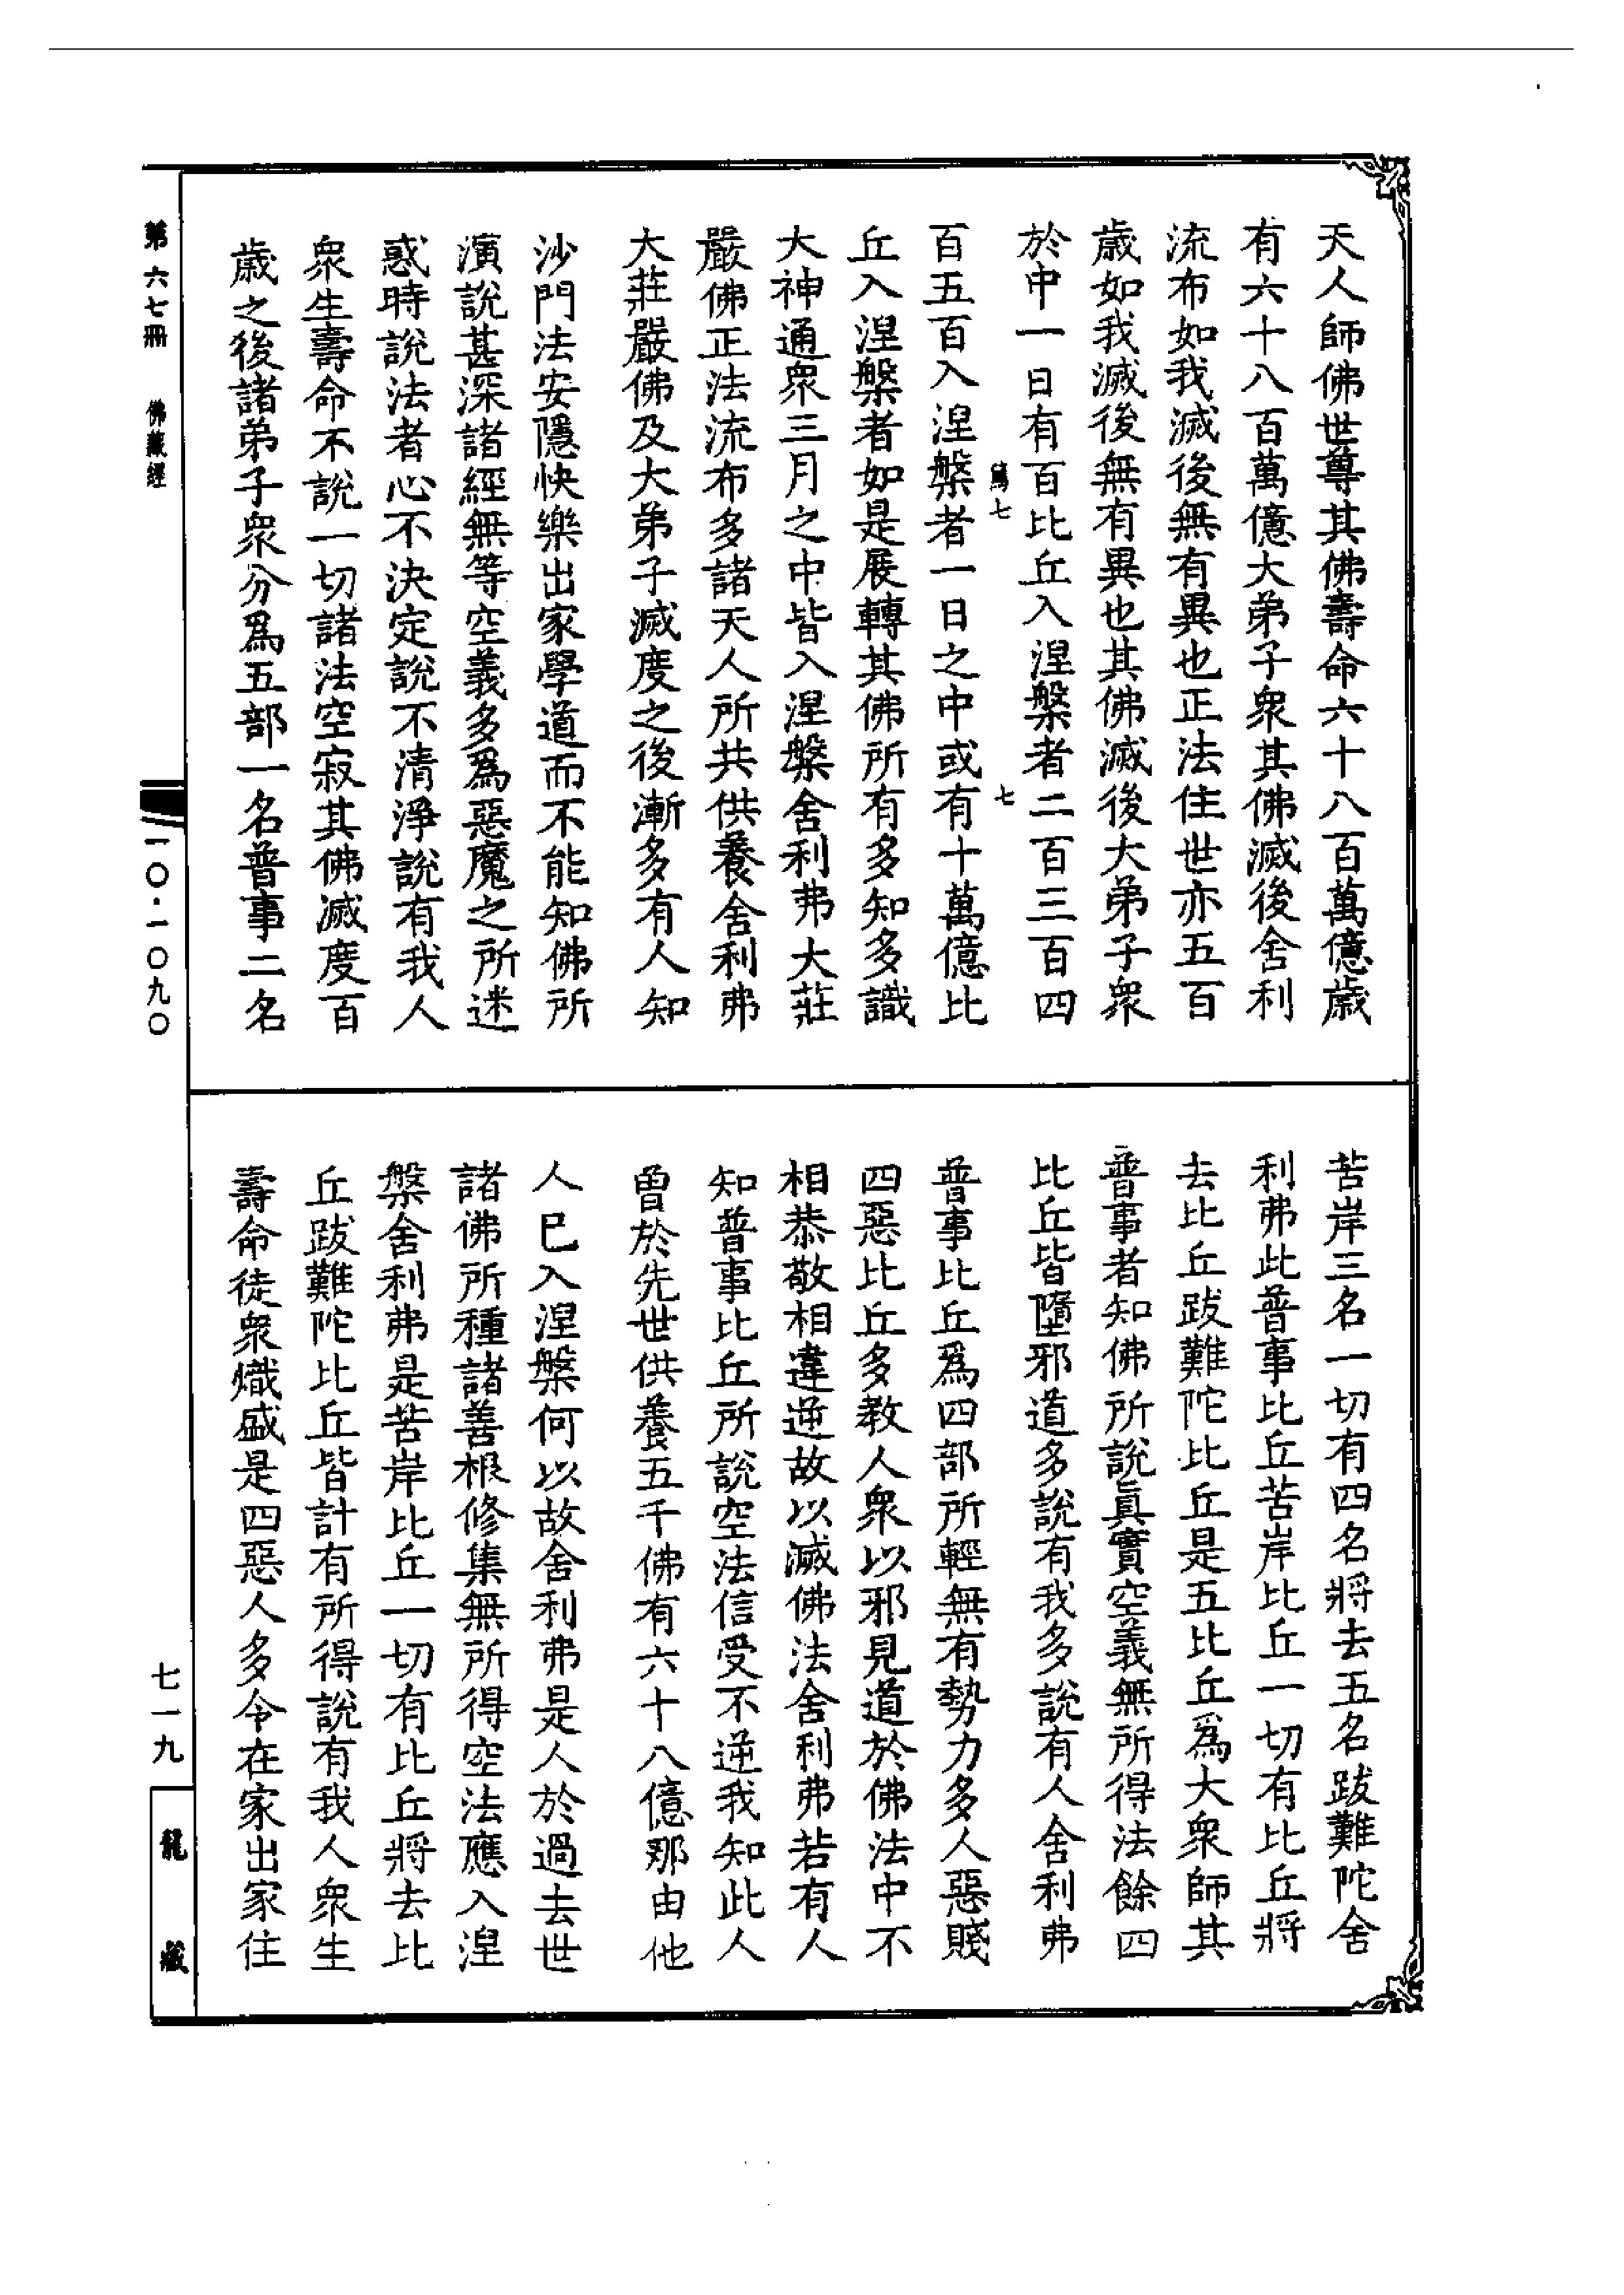 天人師佛世尊其佛壽命六十八百萬億歲
有六十八百萬億大弟子衆其佛滅後舍利
流布如我滅後無有異也正法住世亦五百
歲如我滅後無有異也其佛滅後大弟子衆
於中一日有百比丘入涅槃者二百三百四
七
七
百五百入涅槃者一日之中或有十萬億比
丘入涅槃者如是展轉其佛所有多知多識
大神通衆三月之中皆入涅槃舍利弗大莊
嚴佛正法流布多諸天人所共供養舍利弗
大莊嚴佛及大弟子滅度之後漸多有人知
沙門法安隱快樂出家學道而不能知佛所
演說甚深諸經無等空義多爲惡魔之所迷
惑時說法者心不決定說不清淨說有我人
衆生壽命不說一切諸法空寂其佛滅度百
歲之後諸弟子衆分爲五部一名普事二名
苦岸三名一切有四名將去五名跋難陀舍
利弗此普事比丘苦岸比丘一切有比丘將
去比丘跋難陀比丘是五比丘爲大衆師其
普事者知佛所說眞實空義無所得法餘四
比丘皆墮邪道多說有我多說有人舍利弗
普事比丘爲四部所輕無有勢力多人惡賤
四惡比丘多教人衆以邪見道於佛法中不
相恭敬相違逆故以滅佛法舍利弗若有人
知普事比丘所說空法信受不逆我知此人
曾於先世供養五千佛有六十八億那由他
人巳入涅槃何以故舍利弗是人於過去世
諸佛所種諸善根修集無所得空法應入涅
槃舍利弗是苦岸比丘一切有比丘將去比
丘跋難陀比丘皆計有所得說有我人衆生
壽命徒衆熾盛是四惡人多令在家出家住
第六七冊 佛藏經
一〇·一〇九〇
七一九
龍藏